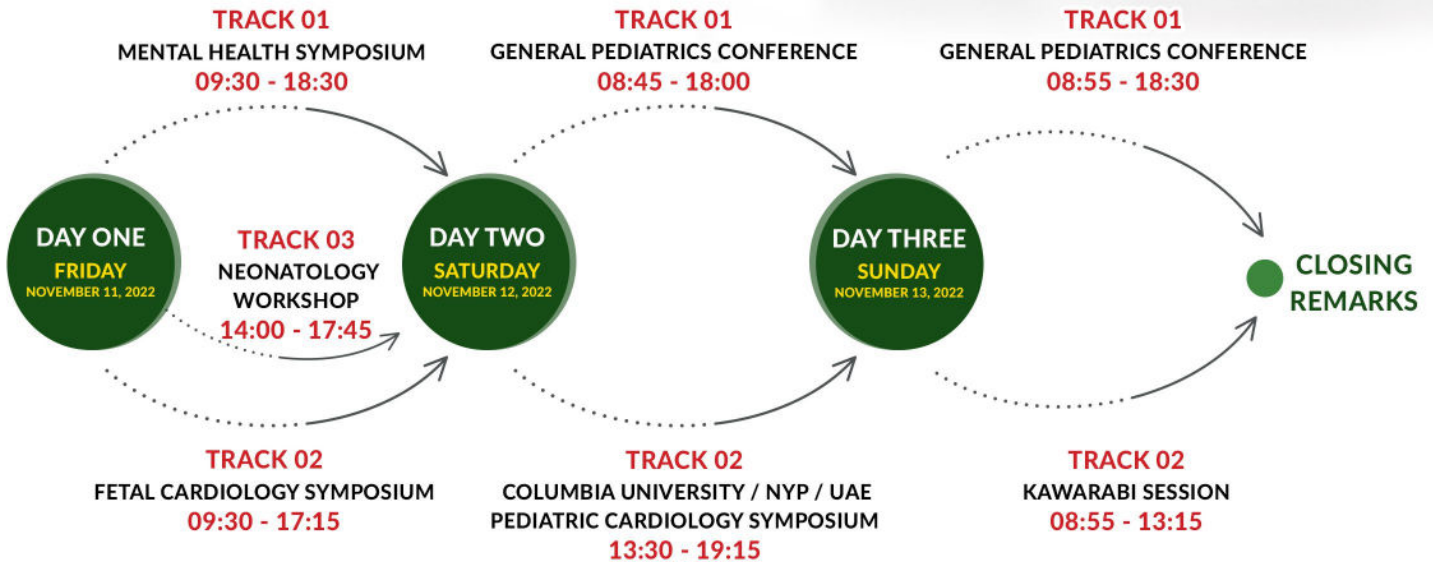 TRACK 01
MENTAL HEALTH SYMPOSIUM
09:30 - 18:30
TRACK 01
GENERAL PEDIATRICS CONFERENCE
08:45 - 18:00
TRACK 01
GENERAL PEDIATRICS CONFERENCE
08:55 - 18:30
DAY ONE
FRIDAY
NOVEMBER 11, 2022
TRACK 03
NEONATOLOGY
WORKSHOP
14:00 - 17:45
DAY TWO
SATURDAY
NOVEMBER 12, 2022
DAY THREE
SUNDAY
NOVEMBER 13, 2022
CLOSING
REMARKS
TRACK 02
FETAL CARDIOLOGY SYMPOSIUM
09:30 - 17:15
TRACK 02
COLUMBIA UNIVERSITY / NYP / UAE
PEDIATRIC CARDIOLOGY SYMPOSIUM
13:30 - 19:15
TRACK 02
KAWARABI SESSION
08:55 - 13:15